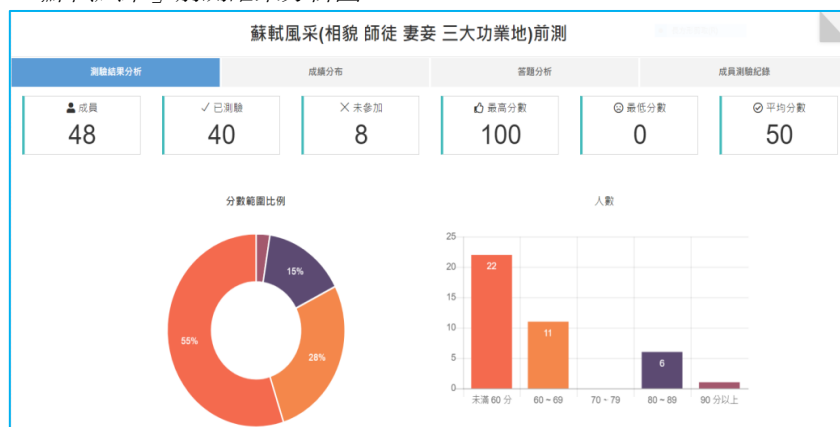 蘇軾風采(相貌 師徒 妻妾 三大功業地)前測
測驗結果分析 成績分布 答題分析 成員測驗紀錄
成員 已測驗 未參加 最高分數 最低分數 平均分數
48 40 8 100 0 50
分數範圍比例
15%
28%
55%
人數
25
20
15
10
5
0
22
11
6
未滿 60 分 60 ~ 69 70 ~ 79 80 ~ 89 90 分以上